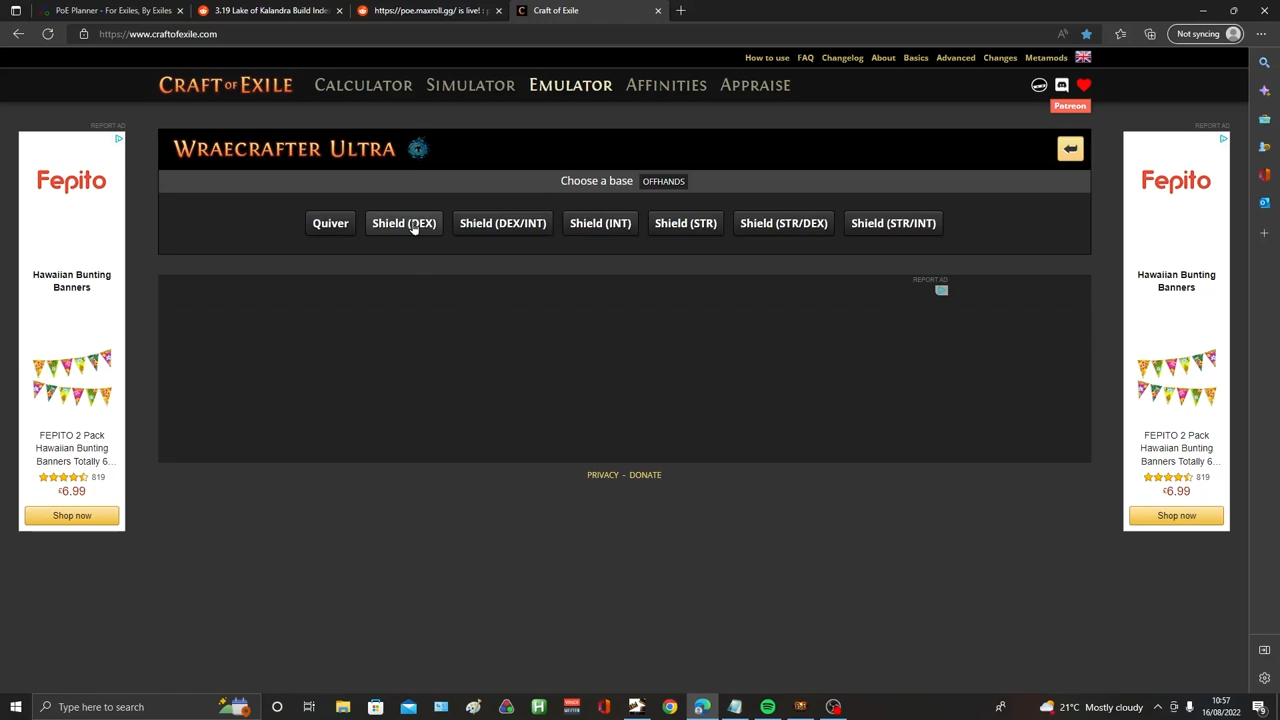 PoE Planner - For Exiles, By Exiles
3.19 Lake of Kalandra Build Inde
https://poe.maxroll.gg/ is live! : p
Craft of Exile
https://www.craftofexile.com
Not syncing
How to use FAQ Changelog About Basics Advanced Changes Metamods
CRAFT OF EXILE CALCULATOR SIMULATOR EMULATOR AFFINITIES APPRAISE
Patreon
REPORT AD
REPORT AD
WRAECRAFTER ULTRA
Choose a base OFFHANDS
Quiver Shield (DEX) Shield (DEX/INT) Shield (INT) Shield (STR) Shield (STR/DEX) Shield (STR/INT)
REPORT AD
Fepito
Hawaiian Bunting
Banners
FEPITO 2 Pack
Hawaiian Bunting
Banners Totally 6...
819
£6.99
Shop now
Fepito
Hawaiian Bunting
Banners
FEPITO 2 Pack
Hawaiian Bunting
Banners Totally 6...
819
£6.99
Shop now
PRIVACY - DONATE
Type here to search
21°C Mostly cloudy
10:57
16/08/2022